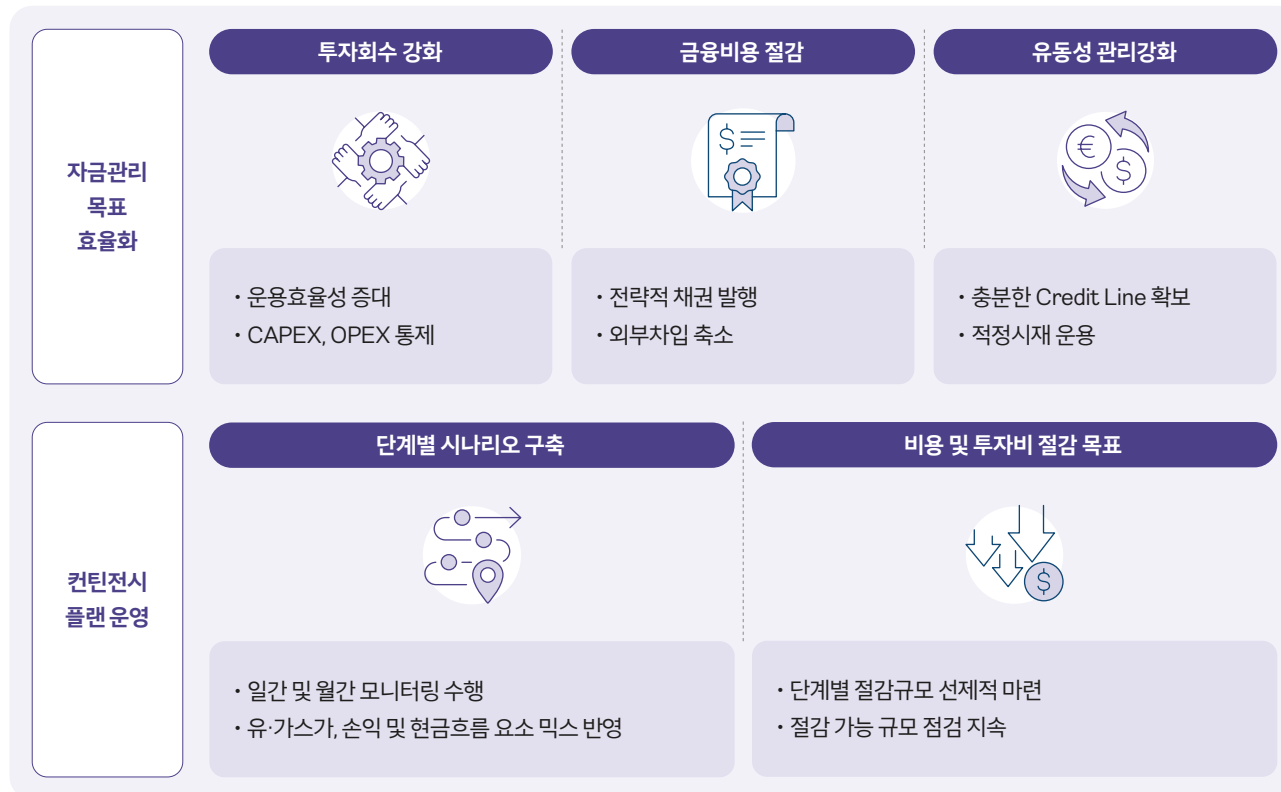 자금관리
목표
효율화
투자회수 강화
금융비용 절감
유동성 관리강화
$
€
$
・운용효율성 증대
・CAPEX, OPEX 통제
・전략적 채권 발행
・외부차입 축소
・충분한 Credit Line 확보
・적정시재 운용
컨틴전시
플랜 운영
단계별 시나리오 구축
비용 및 투자비 절감 목표
$
・일간 및 월간 모니터링 수행
・유·가스가, 손익 및 현금흐름 요소 믹스 반영
・단계별 절감규모 선제적 마련
・절감 가능 규모 점검 지속